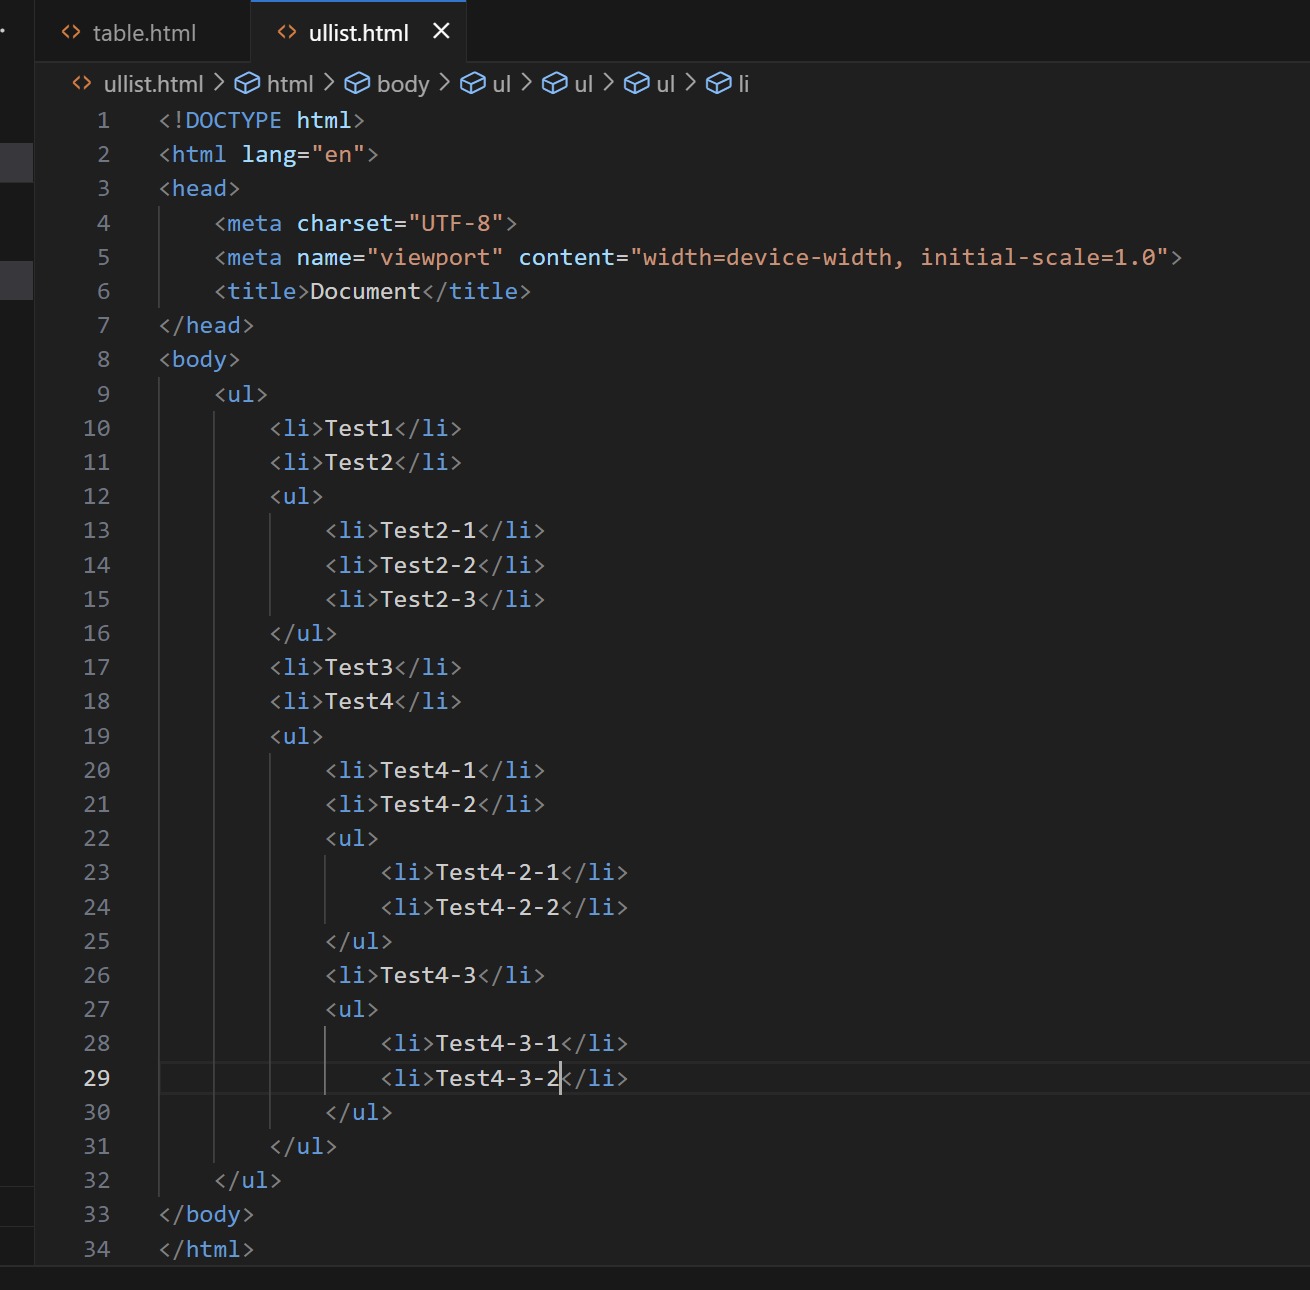 table.html ullist.html
ullist.html > html > body > ul > ul > ul > li
1 <!DOCTYPE html>
2 <html lang="en">
3 <head>
4     <meta charset="UTF-8">
5     <meta name="viewport" content="width=device-width, initial-scale=1.0">
6     <title>Document</title>
7 </head>
8 <body>
9     <ul>
10         <li>Test1</li>
11         <li>Test2</li>
12         <ul>
13             <li>Test2-1</li>
14             <li>Test2-2</li>
15             <li>Test2-3</li>
16         </ul>
17         <li>Test3</li>
18         <li>Test4</li>
19         <ul>
20             <li>Test4-1</li>
21             <li>Test4-2</li>
22             <ul>
23                 <li>Test4-2-1</li>
24                 <li>Test4-2-2</li>
25             </ul>
26             <li>Test4-3</li>
27             <ul>
28                 <li>Test4-3-1</li>
29                 <li>Test4-3-2</li>
30             </ul>
31         </ul>
32     </ul>
33 </body>
34 </html>